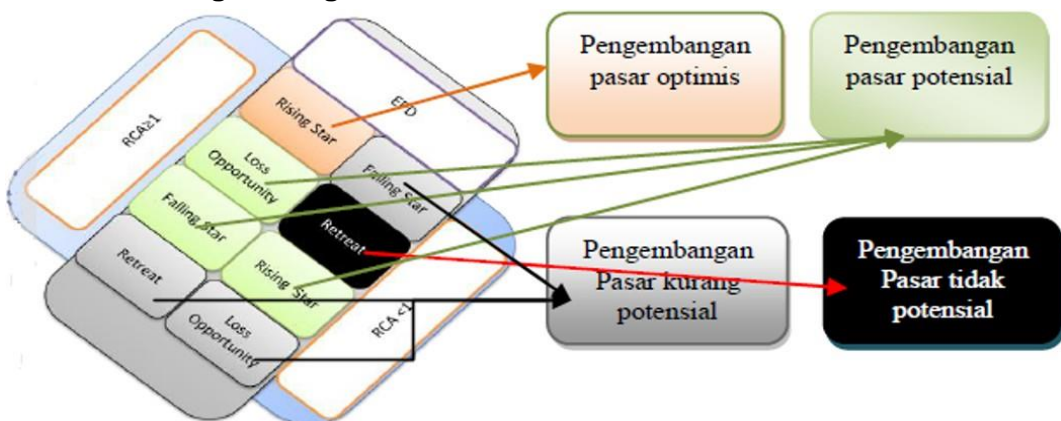 RCA≥1
EPD
Rising Star
Loss
Opportunity
Falling Star
Falling
Star
Retreat
Retreat
Rising Star
Loss
Opportunity
RCA <1
Pengembangan
pasar optimis
Pengembangan
pasar potensial
Pengembangan
Pasar kurang
potensial
Pengembangan
Pasar tidak
potensial